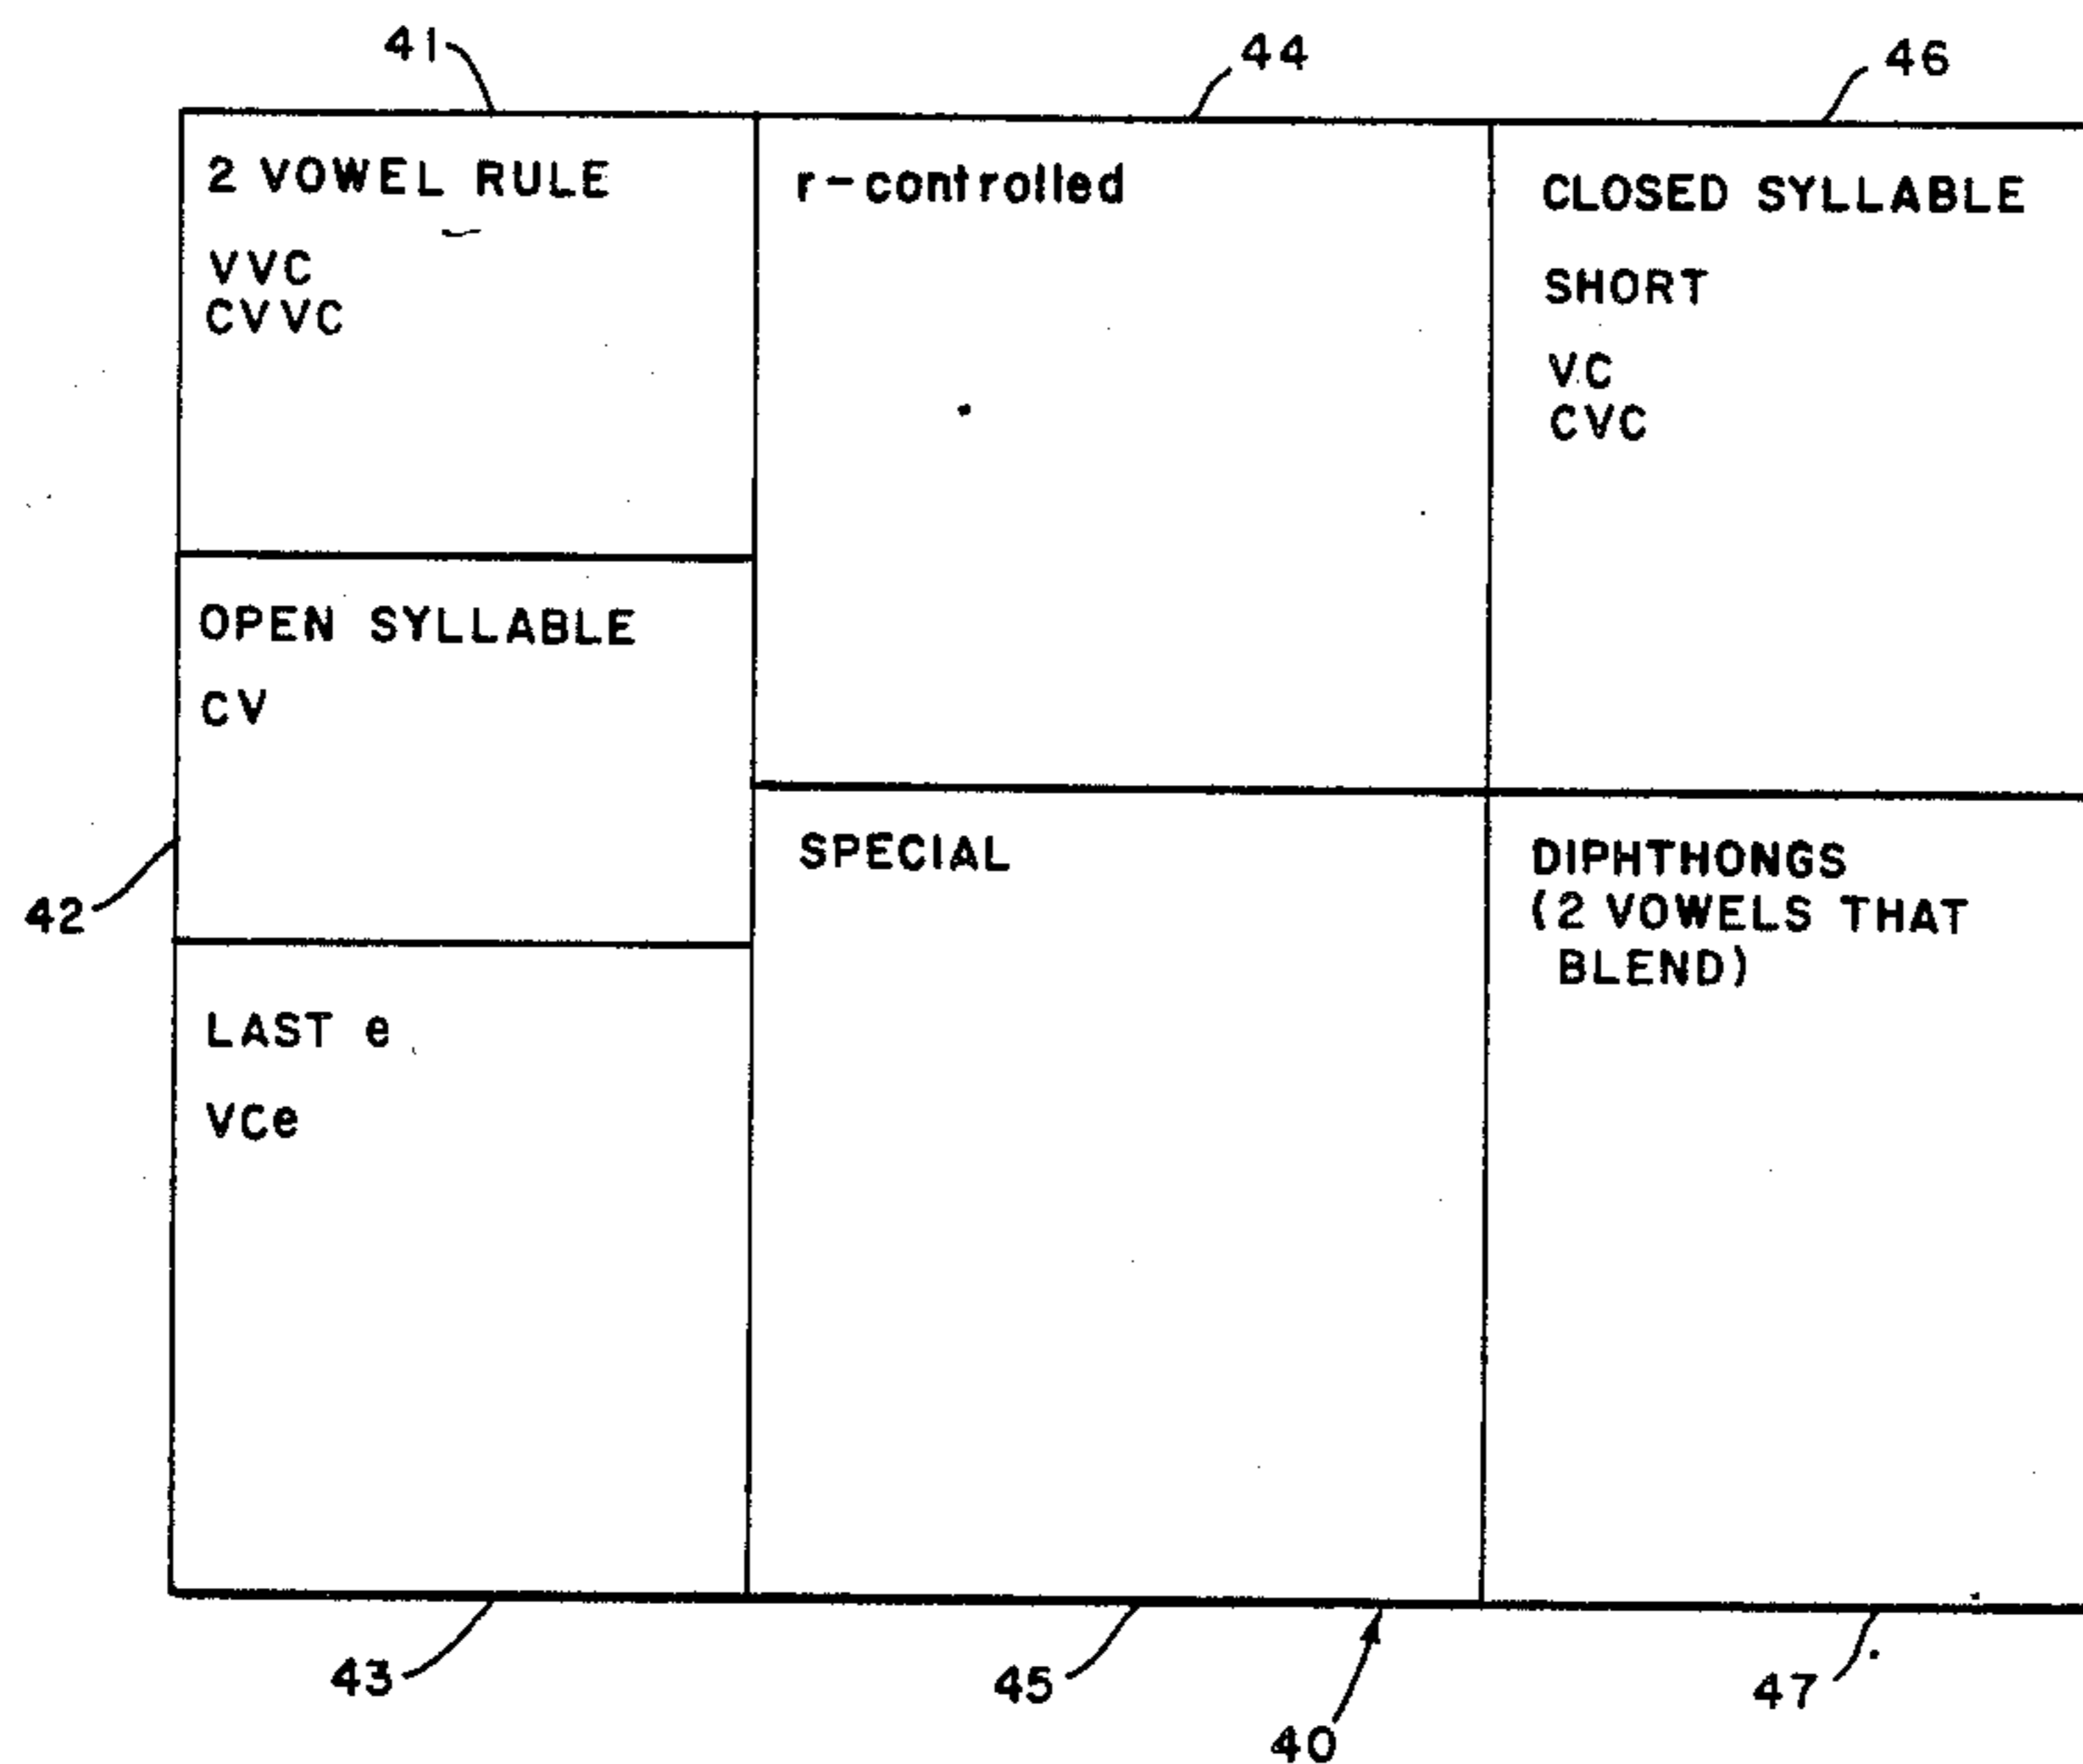 41
44
46
2 VOWEL RULE
VVC
CVVC
r-controlled
CLOSED SYLLABLE
SHORT
VC
CVC
OPEN SYLLABLE
CV
42
SPECIAL
DIPHTHONGS
(2 VOWELS THAT
BLEND)
LAST e
VCe
43
45
40
47